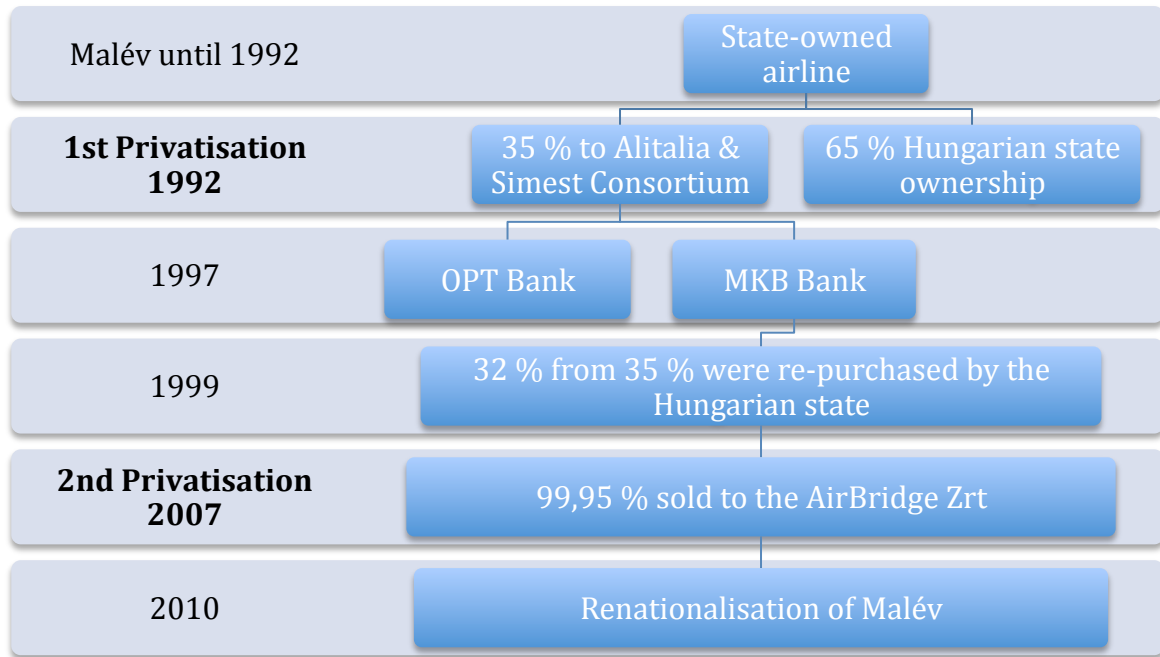 Malév until 1992
State-owned
airline
1st Privatisation
1992
35 % to Alitalia &
Simest Consortium
65 % Hungarian state
ownership
1997
OPT Bank
MKB Bank
1999
32 % from 35 % were re-purchased by the
Hungarian state
2nd Privatisation
2007
99,95 % sold to the AirBridge Zrt
2010
Renationalisation of Malév